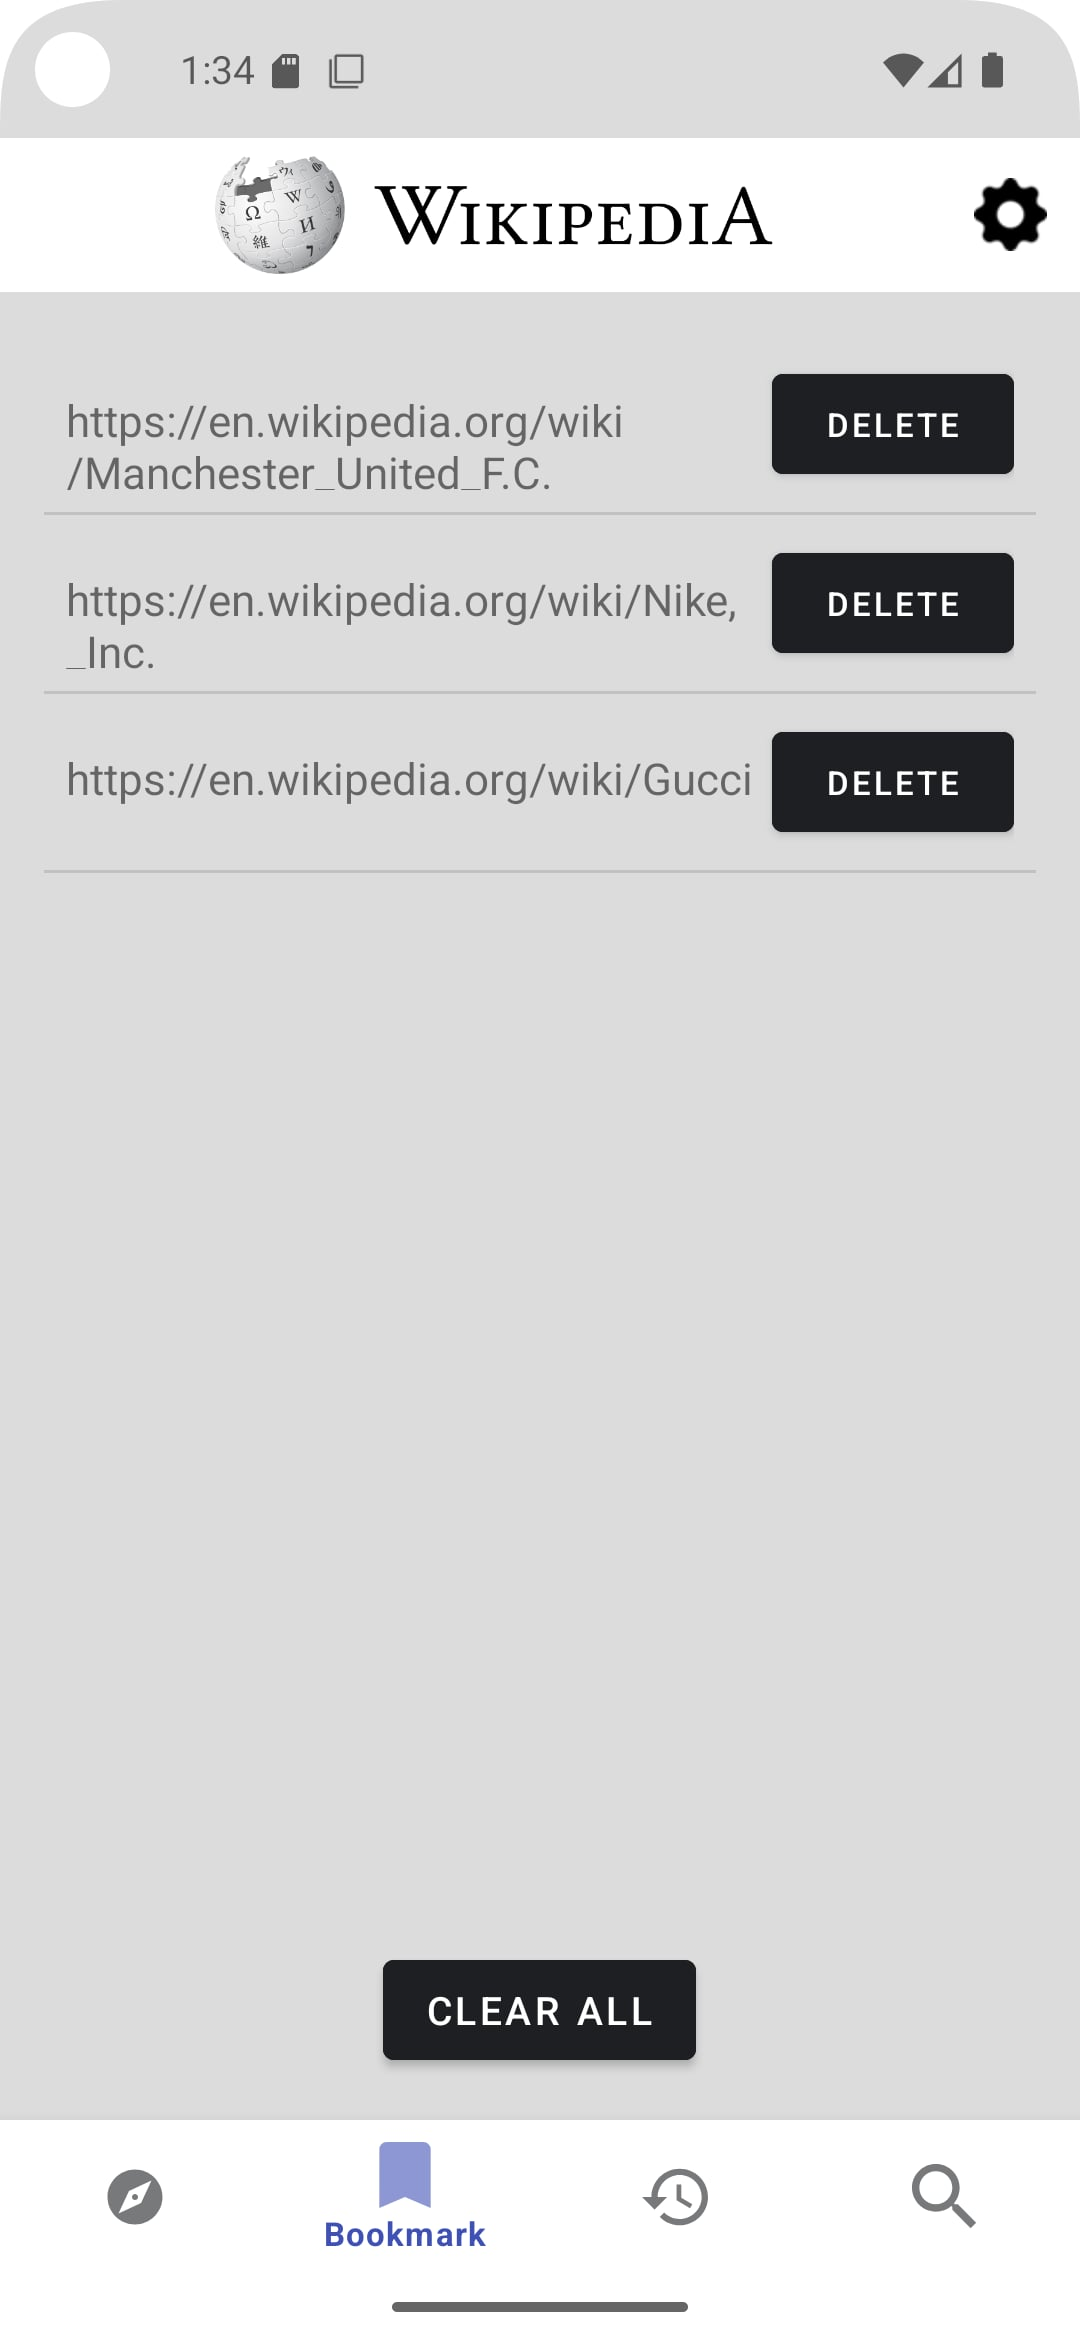 1:34
WIKIPEDIA
https://en.wikipedia.org/wiki
/Manchester_United_F.C.
DELETE
https://en.wikipedia.org/wiki/Nike,
_Inc.
DELETE
https://en.wikipedia.org/wiki/Gucci
DELETE
CLEAR ALL
Bookmark